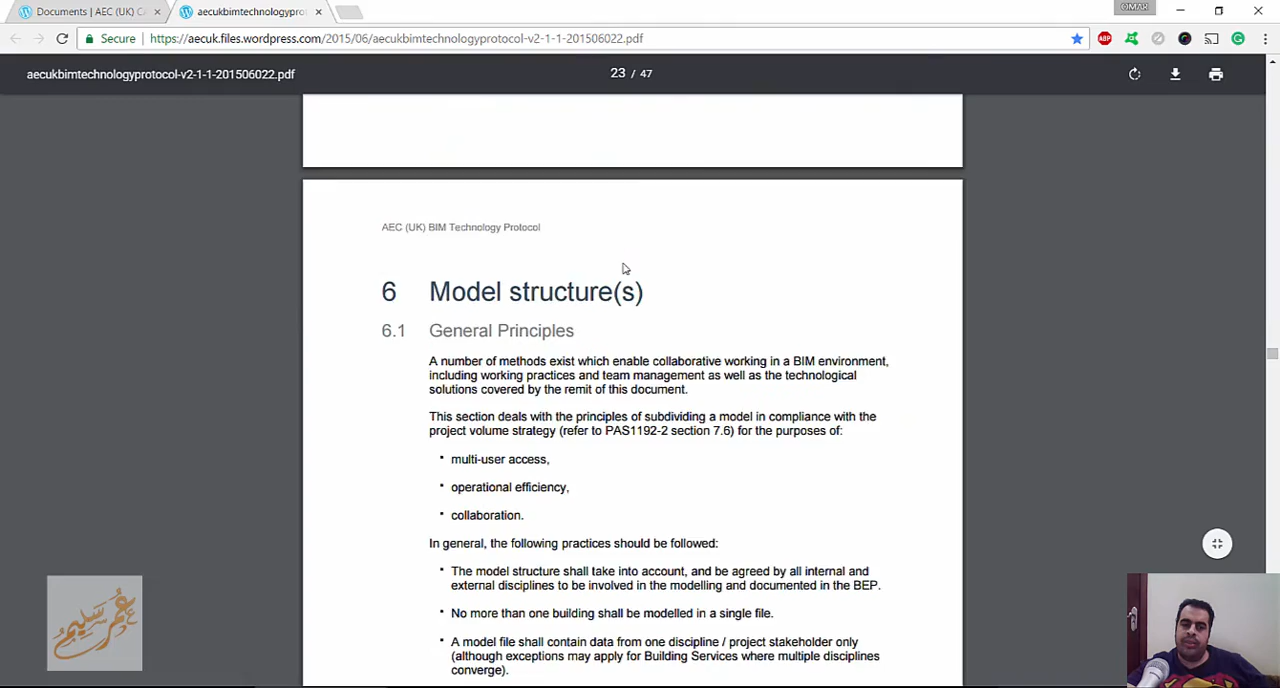 Documents | AEC (UK) C
aecukbimtechnologypro
OMAR
Secure
https://aecuk.files.wordpress.com/2015/06/aecukbimtechnologyprotocol-v2-1-1-201506022.pdf
ABP
aecukbimtechnologyprotocol-v2-1-1-201506022.pdf
23 / 47
AEC (UK) BIM Technology Protocol
6 Model structure(s)
6.1 General Principles
A number of methods exist which enable collaborative working in a BIM environment,
including working practices and team management as well as the technological
solutions covered by the remit of this document.
This section deals with the principles of subdividing a model in compliance with the
project volume strategy (refer to PAS1192-2 section 7.6) for the purposes of:
• multi-user access,
• operational efficiency,
• collaboration.
In general, the following practices should be followed:
• The model structure shall take into account, and be agreed by all internal and
external disciplines to be involved in the modelling and documented in the BEP.
• No more than one building shall be modelled in a single file.
• A model file shall contain data from one discipline / project stakeholder only
(although exceptions may apply for Building Services where multiple disciplines
converge).
عمر سليم